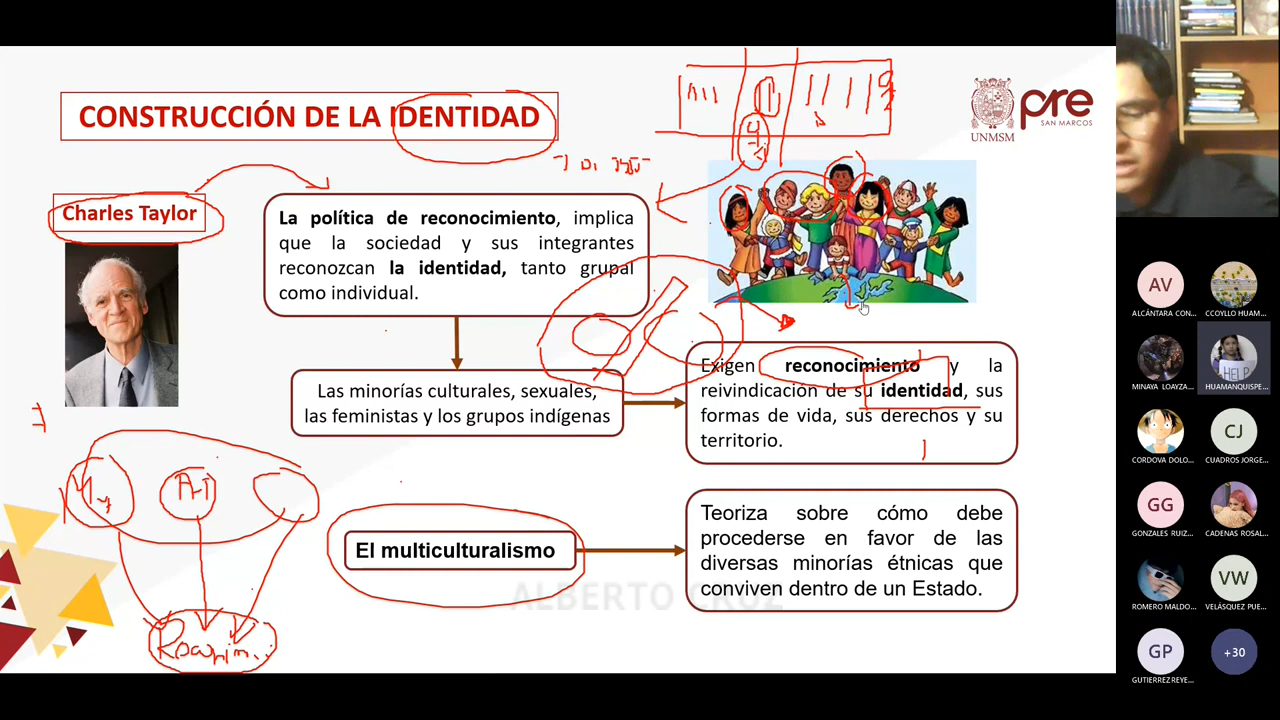 CONSTRUCCIÓN DE LA IDENTIDAD
UNMSM
pre
SAN MARCOS
Charles Taylor
La política de reconocimiento, implica
que la sociedad y sus integrantes
reconozcan la identidad, tanto grupal
como individual.
Las minorías culturales, sexuales,
las feministas y los grupos indígenas
Exigen reconocimiento y la
reivindicación de su identidad, sus
formas de vida, sus derechos y su
territorio.
El multiculturalismo
Teoriza sobre cómo debe
procederse en favor de las
diversas minorías étnicas que
conviven dentro de un Estado.
ALBERTO CRUZ
AV
ALCÁNTARA CON...
CCOYLLO HUAM...
MINAYA LOAYZA...
HELP
HUAMANQUISPE...
CORDOVA DOLO...
CJ
CUADROS JORGE...
GG
GONZALES RUIZ...
CADENAS ROSAL...
ROMERO MALDO...
VW
VELÁSQUEZ PUE...
GP
GUTIERREZ REYE...
+30